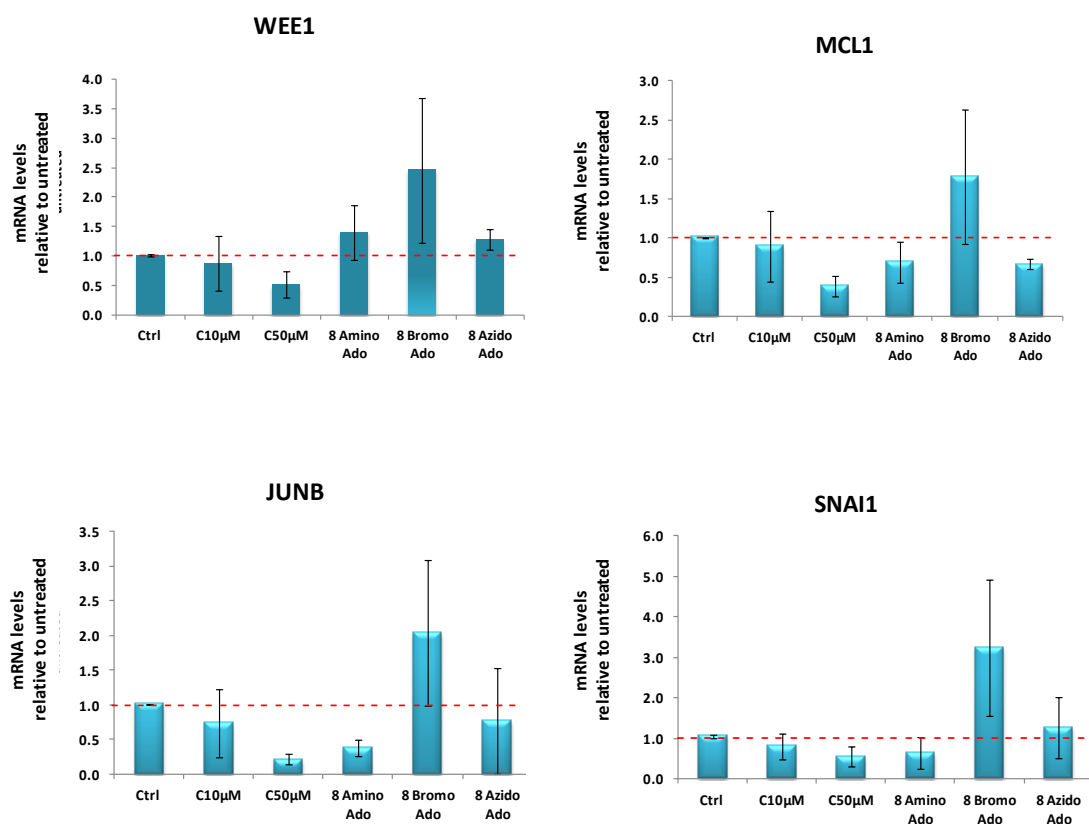 WEE1
mRNA levels
relative to untreated
untreated
4.0
3.5
3.0
2.5
2.0
1.5
1.0
0.5
0.0
Ctrl
C10µM
C50µM
8 Amino
Ado
8 Bromo
Ado
8 Azido
Ado
MCL1
mRNA levels
relative to untreated
3.0
2.5
2.0
1.5
1.0
0.5
0.0
Ctrl
C10µM
C50µM
8 Amino
Ado
8 Bromo
Ado
8 Azido
Ado
JUNB
mRNA levels
relative to untreated
3.5
3.0
2.5
2.0
1.5
1.0
0.5
0.0
Ctrl
C10µM
C50µM
8 Amino
Ado
8 Bromo
Ado
8 Azido
Ado
SNAI1
mRNA levels
relative to untreated
6.0
5.0
4.0
3.0
2.0
1.0
0.0
Ctrl
C10µM
C50µM
8 Amino
Ado
8 Bromo
Ado
8 Azido
Ado